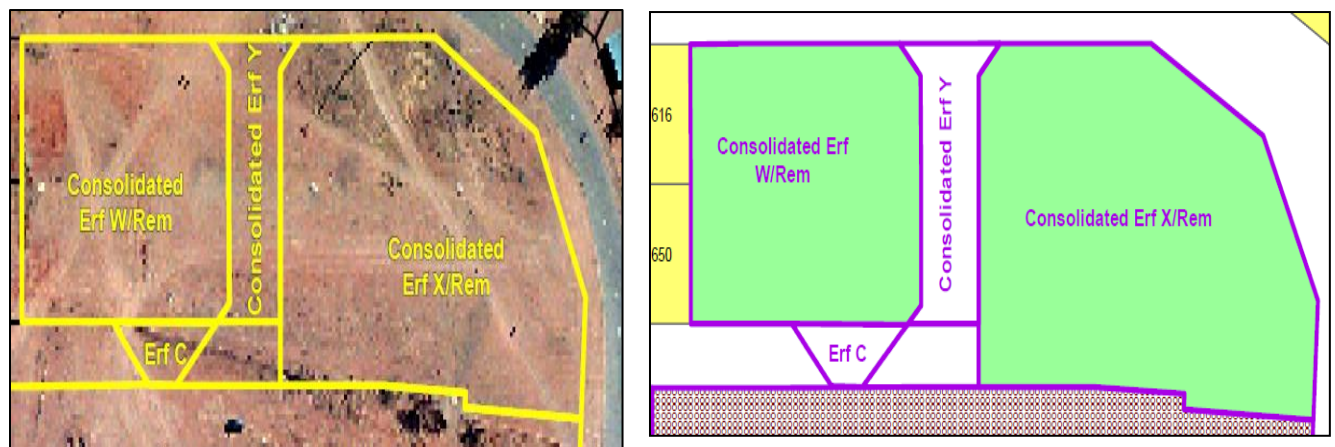 Consolidated
Erf W/Rem
Consolidated Erf Y
Consolidated
Erf X/Rem
Erf C
616
650
Consolidated Erf
W/Rem
Consolidated Erf Y
Consolidated Erf X/Rem
Erf C